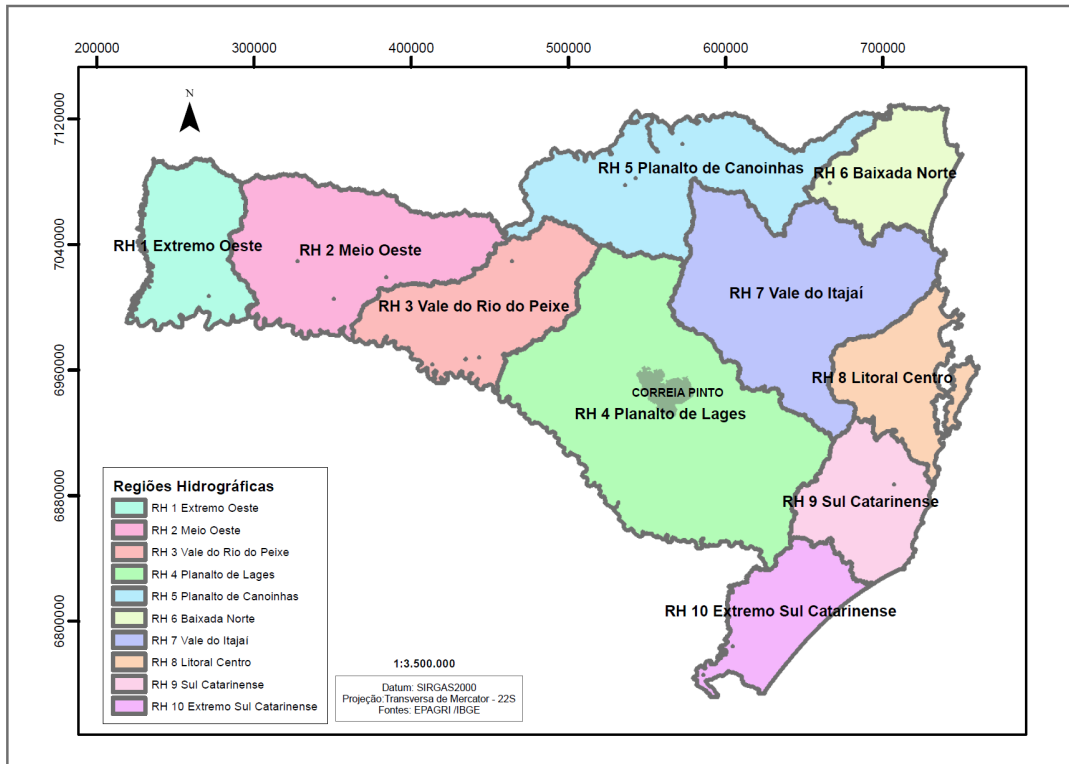 200000 300000 400000 500000 600000 700000
7120000
7040000
6960000
6880000
6800000
N
RH 5 Planalto de Canoinhas
RH 6 Baixada Norte
RH 1 Extremo Oeste
RH 2 Meio Oeste
RH 7 Vale do Itajaí
RH 3 Vale do Rio do Peixe
RH 8 Litoral Centro
CORREIA PINTO
RH 4 Planalto de Lages
RH 9 Sul Catarinense
RH 10 Extremo Sul Catarinense
Regiões Hidrográficas
RH 1 Extremo Oeste
RH 2 Meio Oeste
RH 3 Vale do Rio do Peixe
RH 4 Planalto de Lages
RH 5 Planalto de Canoinhas
RH 6 Baixada Norte
RH 7 Vale do Itajaí
RH 8 Litoral Centro
RH 9 Sul Catarinense
RH 10 Extremo Sul Catarinense
1:3.500.000
Datum: SIRGAS2000
Projeção:Transversa de Mercator - 22S
Fontes: EPAGRI /IBGE